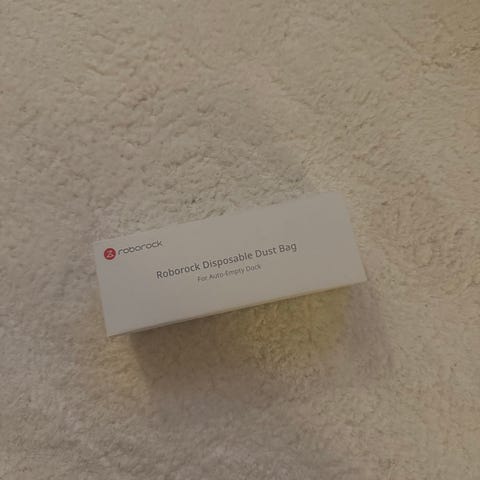 roborock
Roborock Disposable Dust Bag
For Auto-Empty Dock